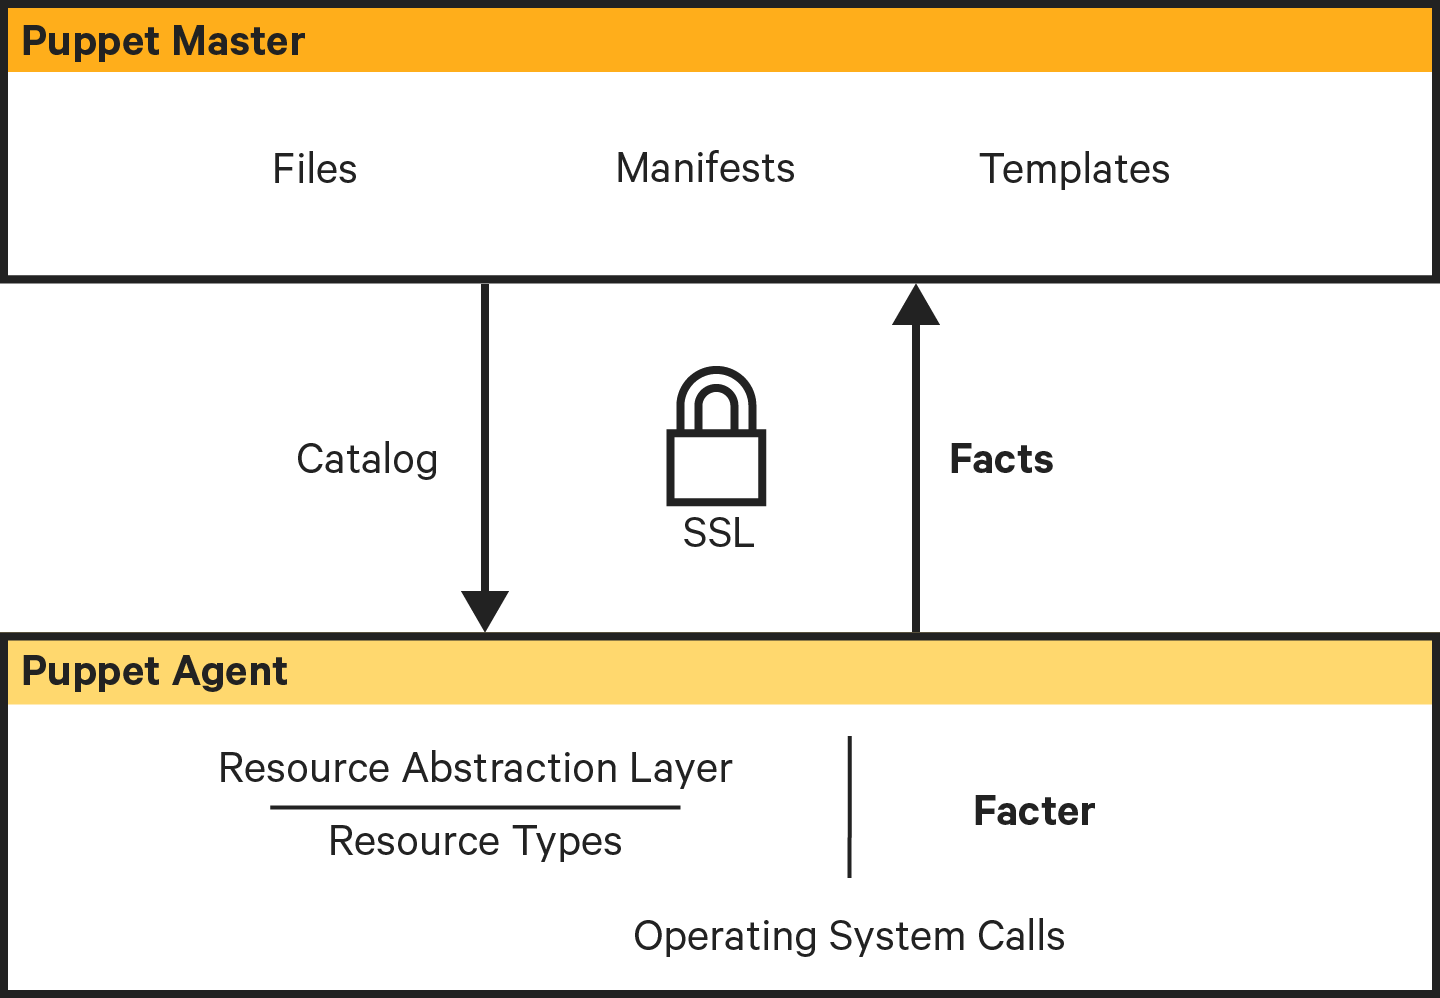 Puppet Master
Files Manifests Templates
Catalog
SSL
Facts
Puppet Agent
Resource Abstraction Layer
Resource Types
Facter
Operating System Calls